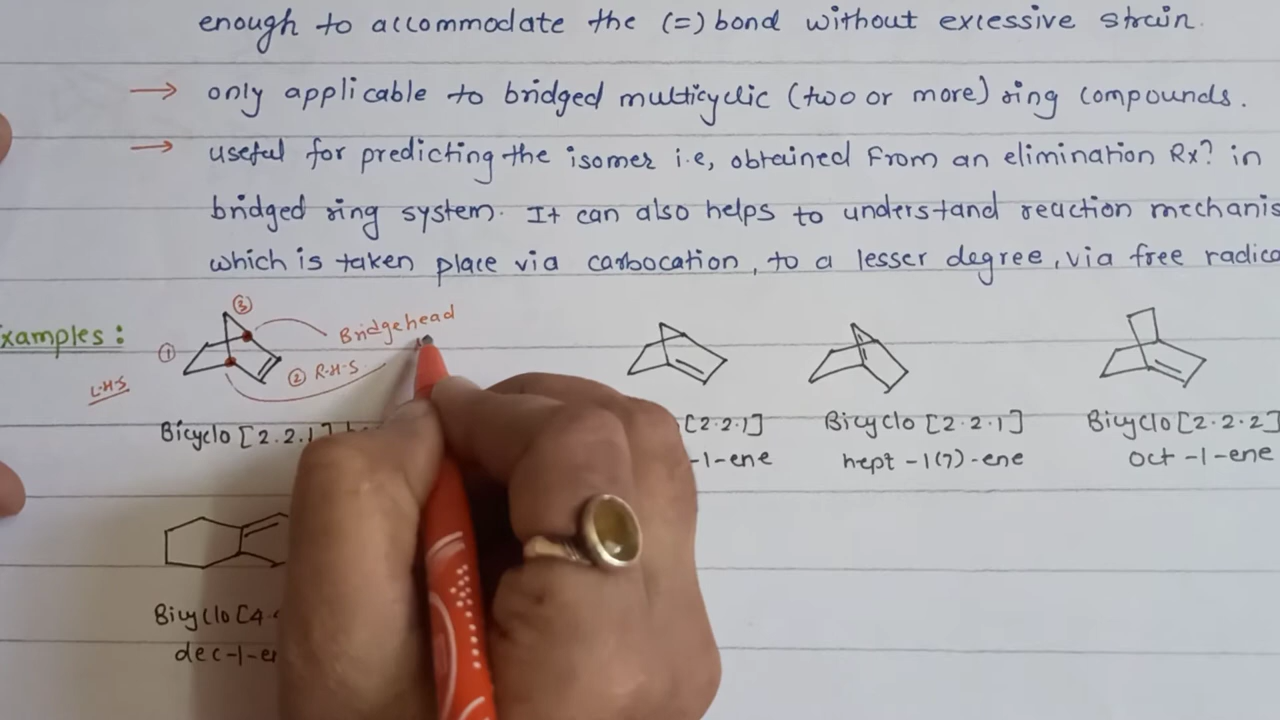 enough to accommodate the (=) bond without excessive strain.
→ only applicable to bridged multicyclic (two or more) ring compounds.
→ useful for predicting the isomer i.e, obtained From an elimination Rx? in
bridged ring system. It can also helps to understand reaction mechanis
which is taken place via carbocation, to a lesser degree, via free radica
xamples:
③
Bridgehead
①
② R.H.S.
L.H.S
Bicyclo [2.2.1]
[2.2.1]
-1-ene
Bicyclo [2.2.1]
hept -1(7)-ene
Bicyclo [2.2.2]
oct -1-ene
Bicyclo [4.
dec-1-en